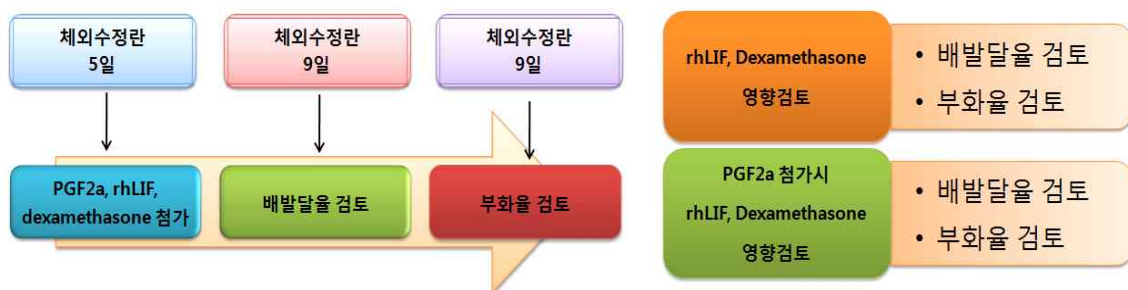 체외수정란
5일
체외수정란
9일
체외수정란
9일
PGF2a, rhLIF,
dexamethasone 첨가
배발달율 검토
부화율 검토
rhLIF, Dexamethasone
영향검토
• 배발달율 검토
• 부화율 검토
PGF2a 첨가시
rhLIF, Dexamethasone
영향검토
• 배발달율 검토
• 부화율 검토